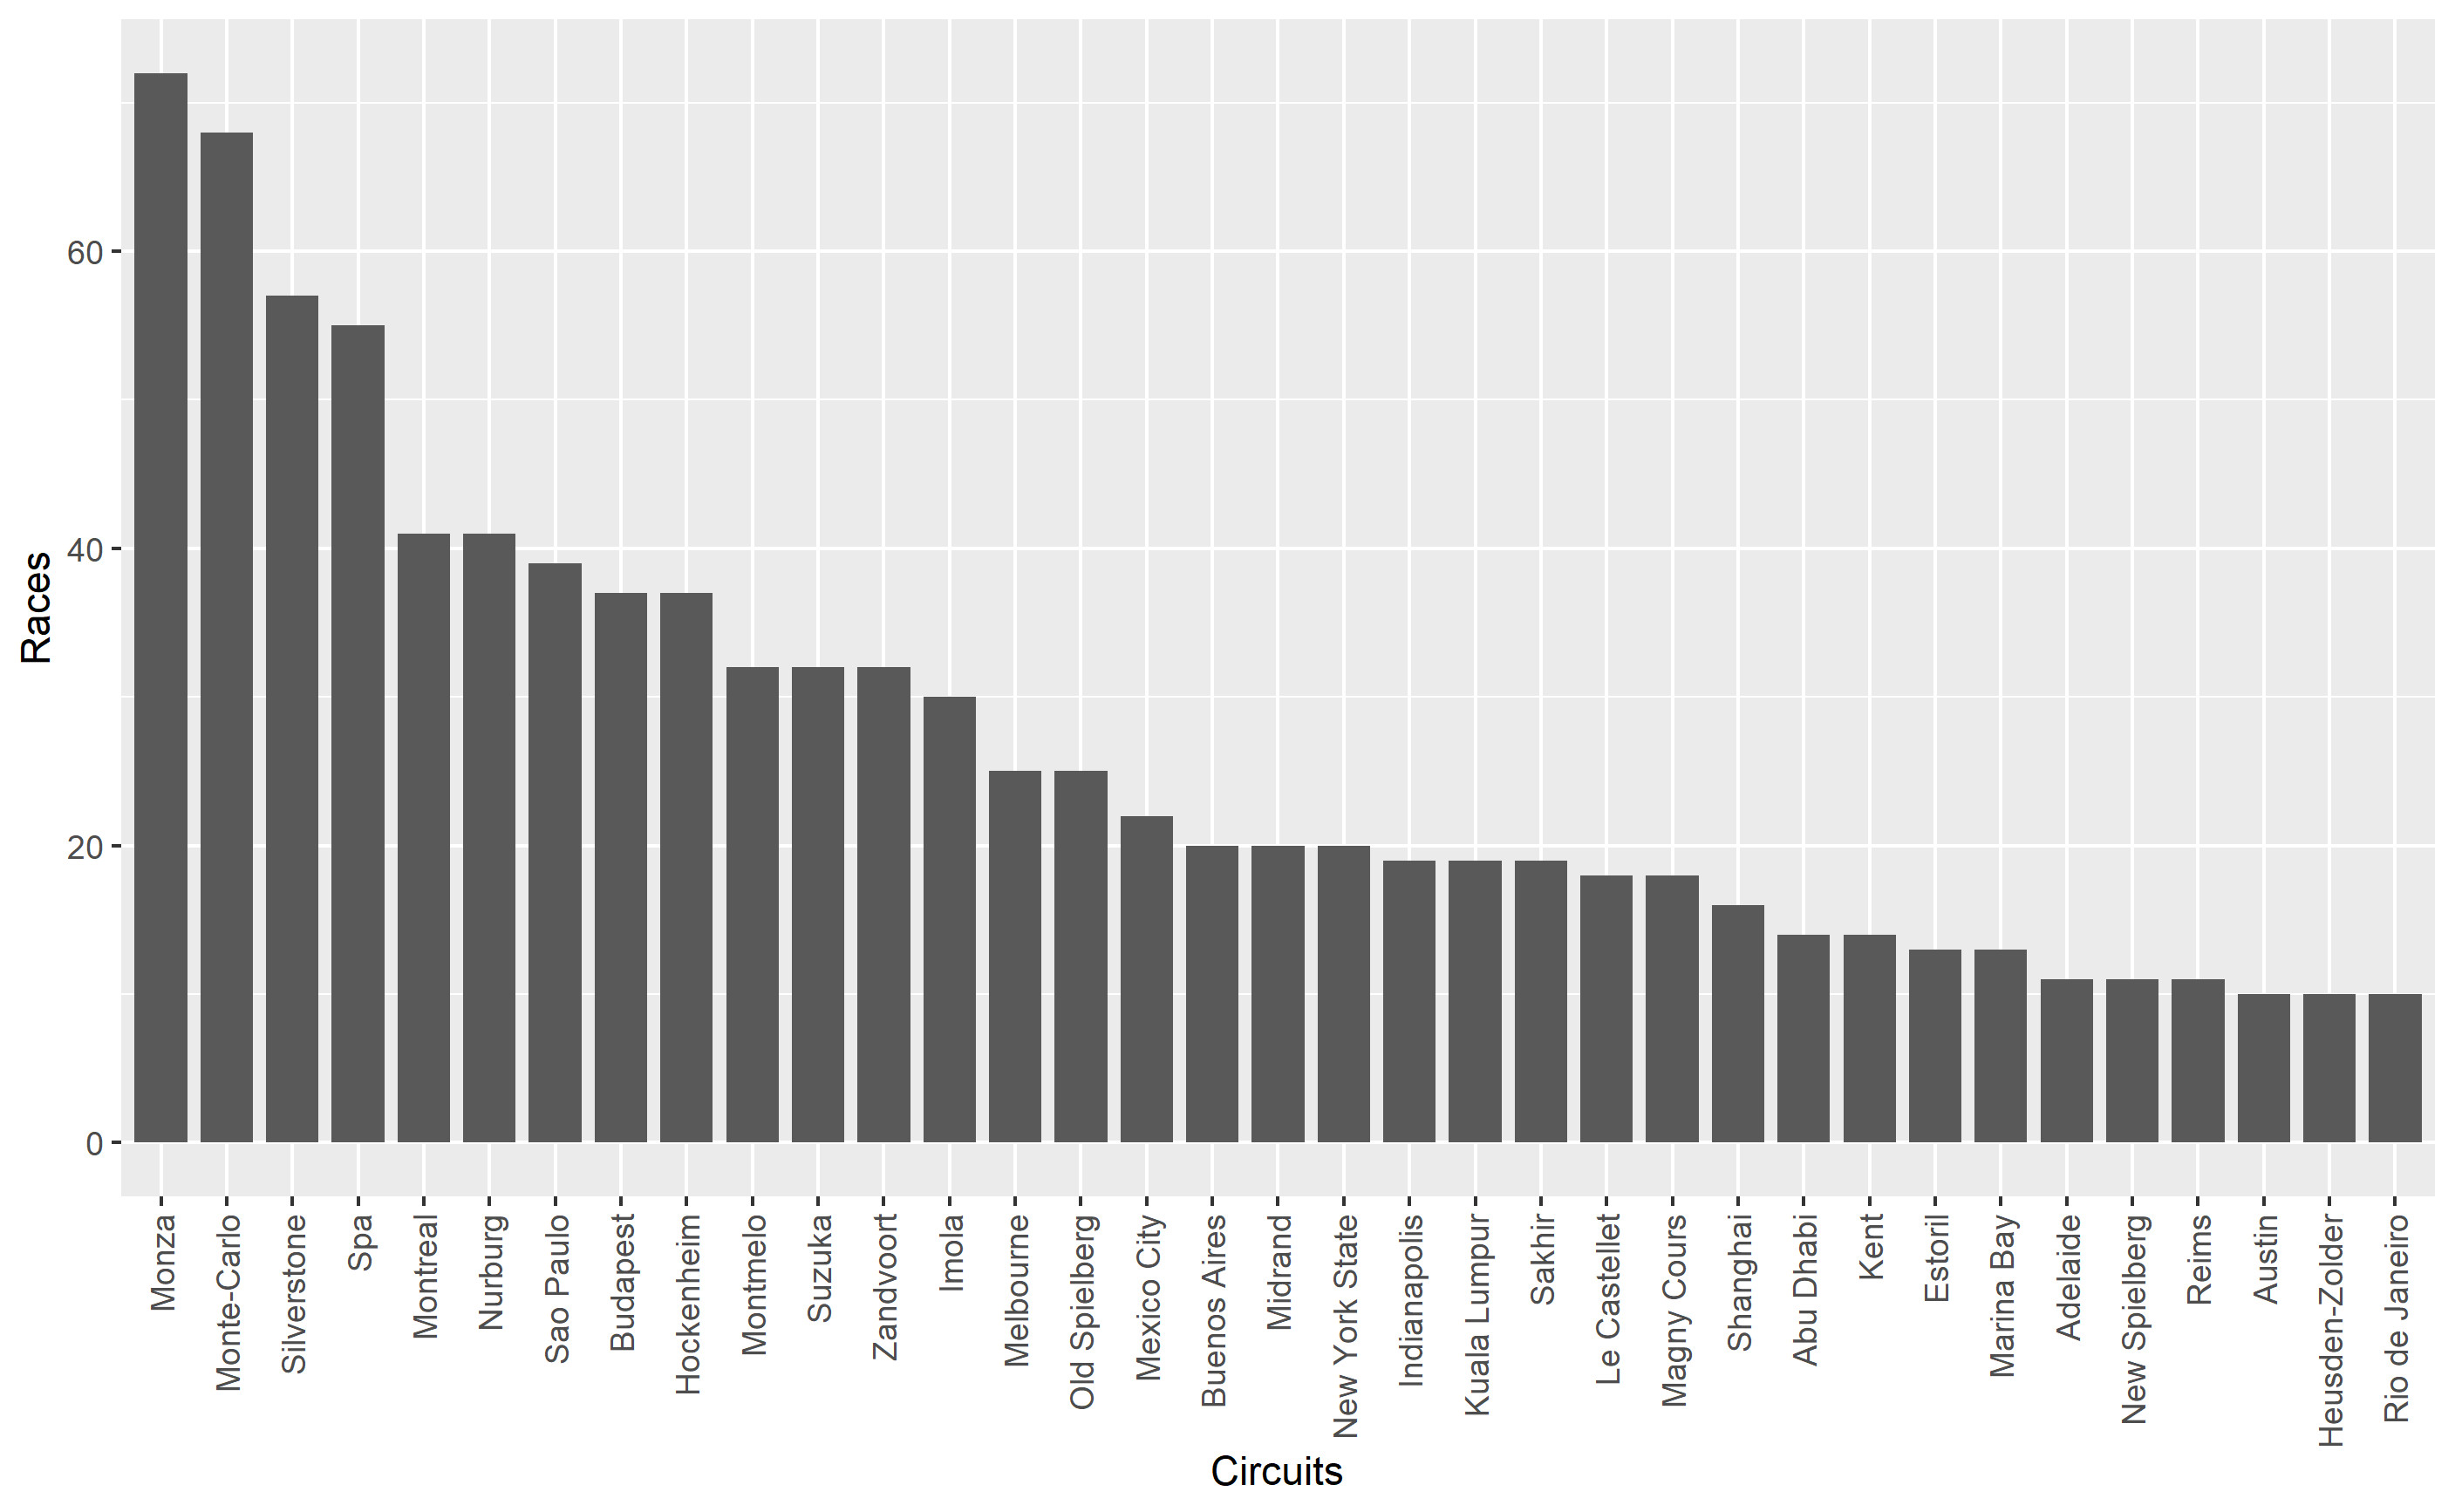 Races
60
40
20
0
Monza
Monte-Carlo
Silverstone
Spa
Montreal
Nurburg
Sao Paulo
Budapest
Hockenheim
Montmelo
Suzuka
Zandvoort
Imola
Melbourne
Old Spielberg
Mexico City
Buenos Aires
Midrand
New York State
Indianapolis
Kuala Lumpur
Sakhir
Le Castellet
Magny Cours
Shanghai
Abu Dhabi
Kent
Estoril
Marina Bay
Adelaide
New Spielberg
Reims
Austin
Heusden-Zolder
Rio de Janeiro
Circuits